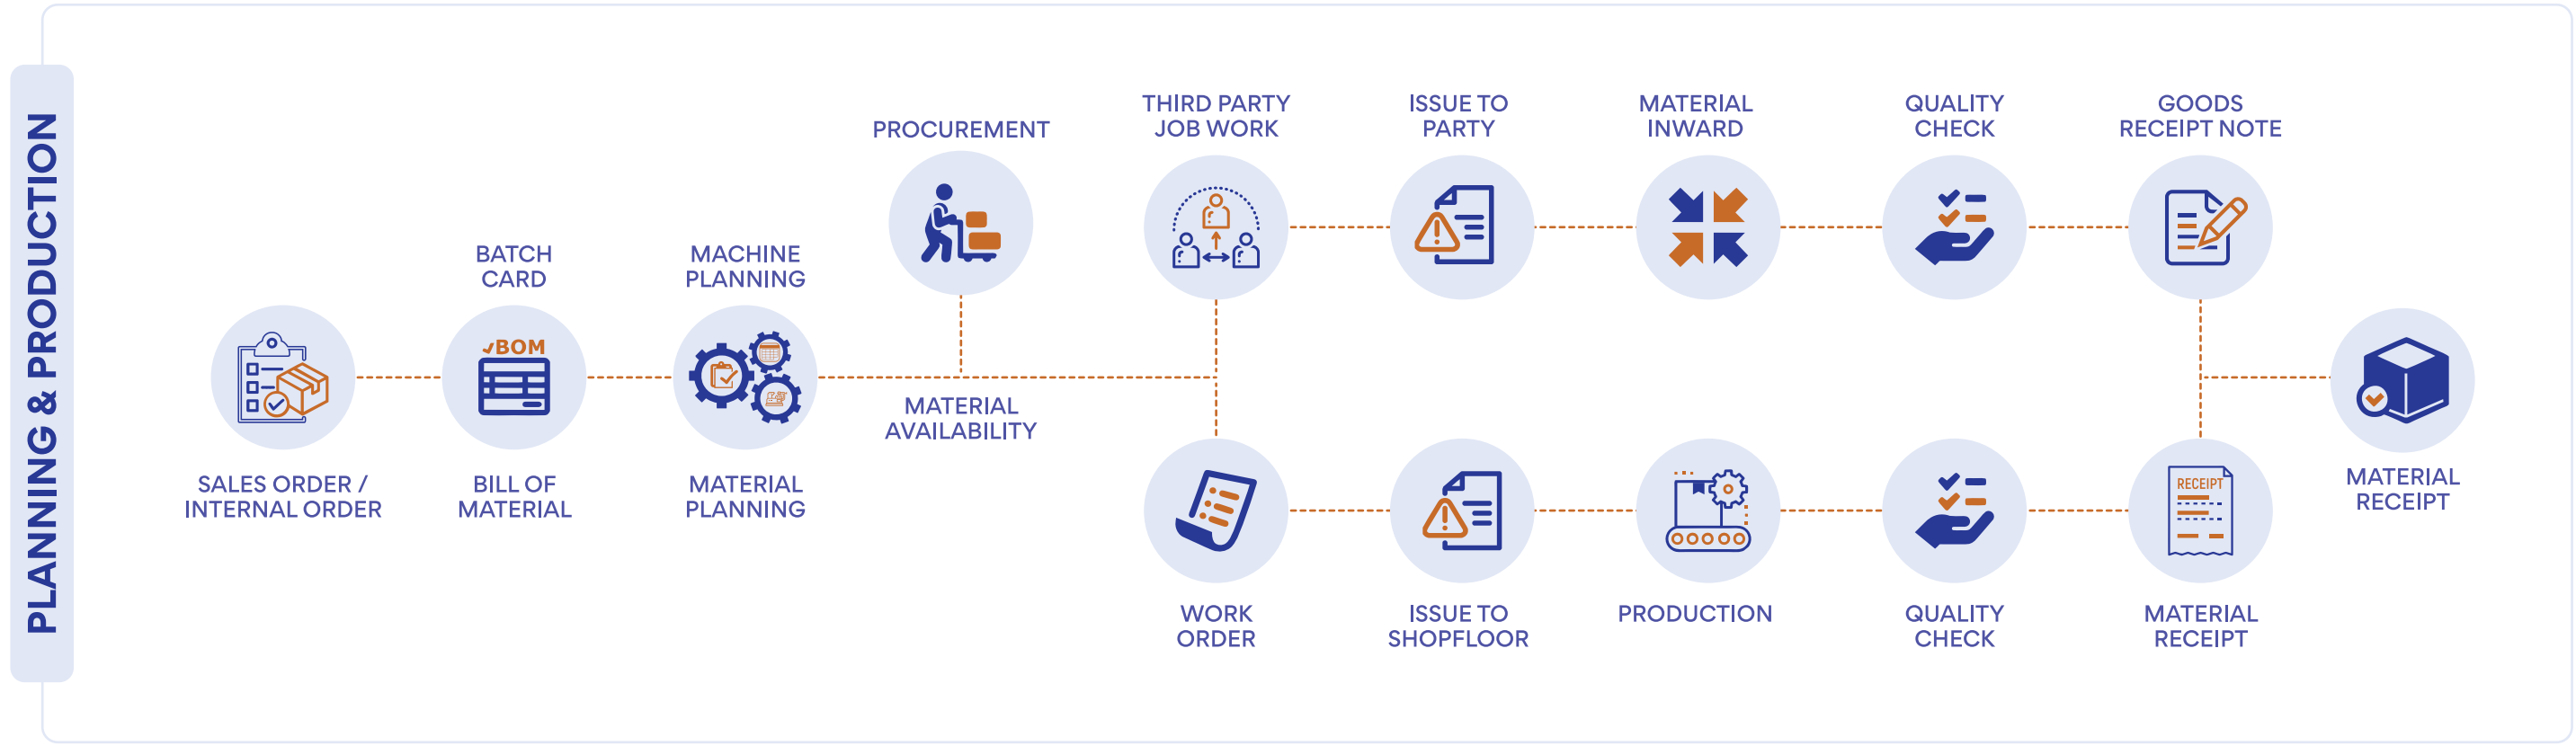 PLANNING & PRODUCTION
SALES ORDER /
INTERNAL ORDER
BATCH
CARD
✓BOM
BILL OF
MATERIAL
MACHINE
PLANNING
MATERIAL
PLANNING
PROCUREMENT
MATERIAL
AVAILABILITY
THIRD PARTY
JOB WORK
ISSUE TO
PARTY
MATERIAL
INWARD
QUALITY
CHECK
GOODS
RECEIPT NOTE
WORK
ORDER
ISSUE TO
SHOPFLOOR
PRODUCTION
QUALITY
CHECK
RECEIPT
MATERIAL
RECEIPT
MATERIAL
RECEIPT